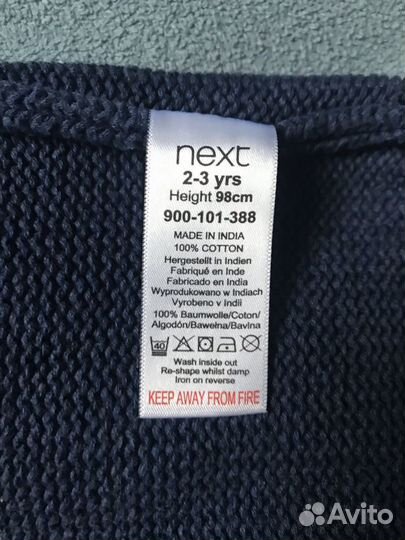 next
2-3 yrs
Height 98cm
900-101-388
MADE IN INDIA
100% COTTON
Hergestellt in Indien
Fabriqué en Inde
Fabricado en India
Wyprodukowano w Indiach
Vyrobeno v Indii
100% Baumwolle/Coton/
Algodón/Bawełna/Bavlna
40
Wash inside out
Re-shape whilst damp
Iron on reverse
KEEP AWAY FROM FIRE
Avito